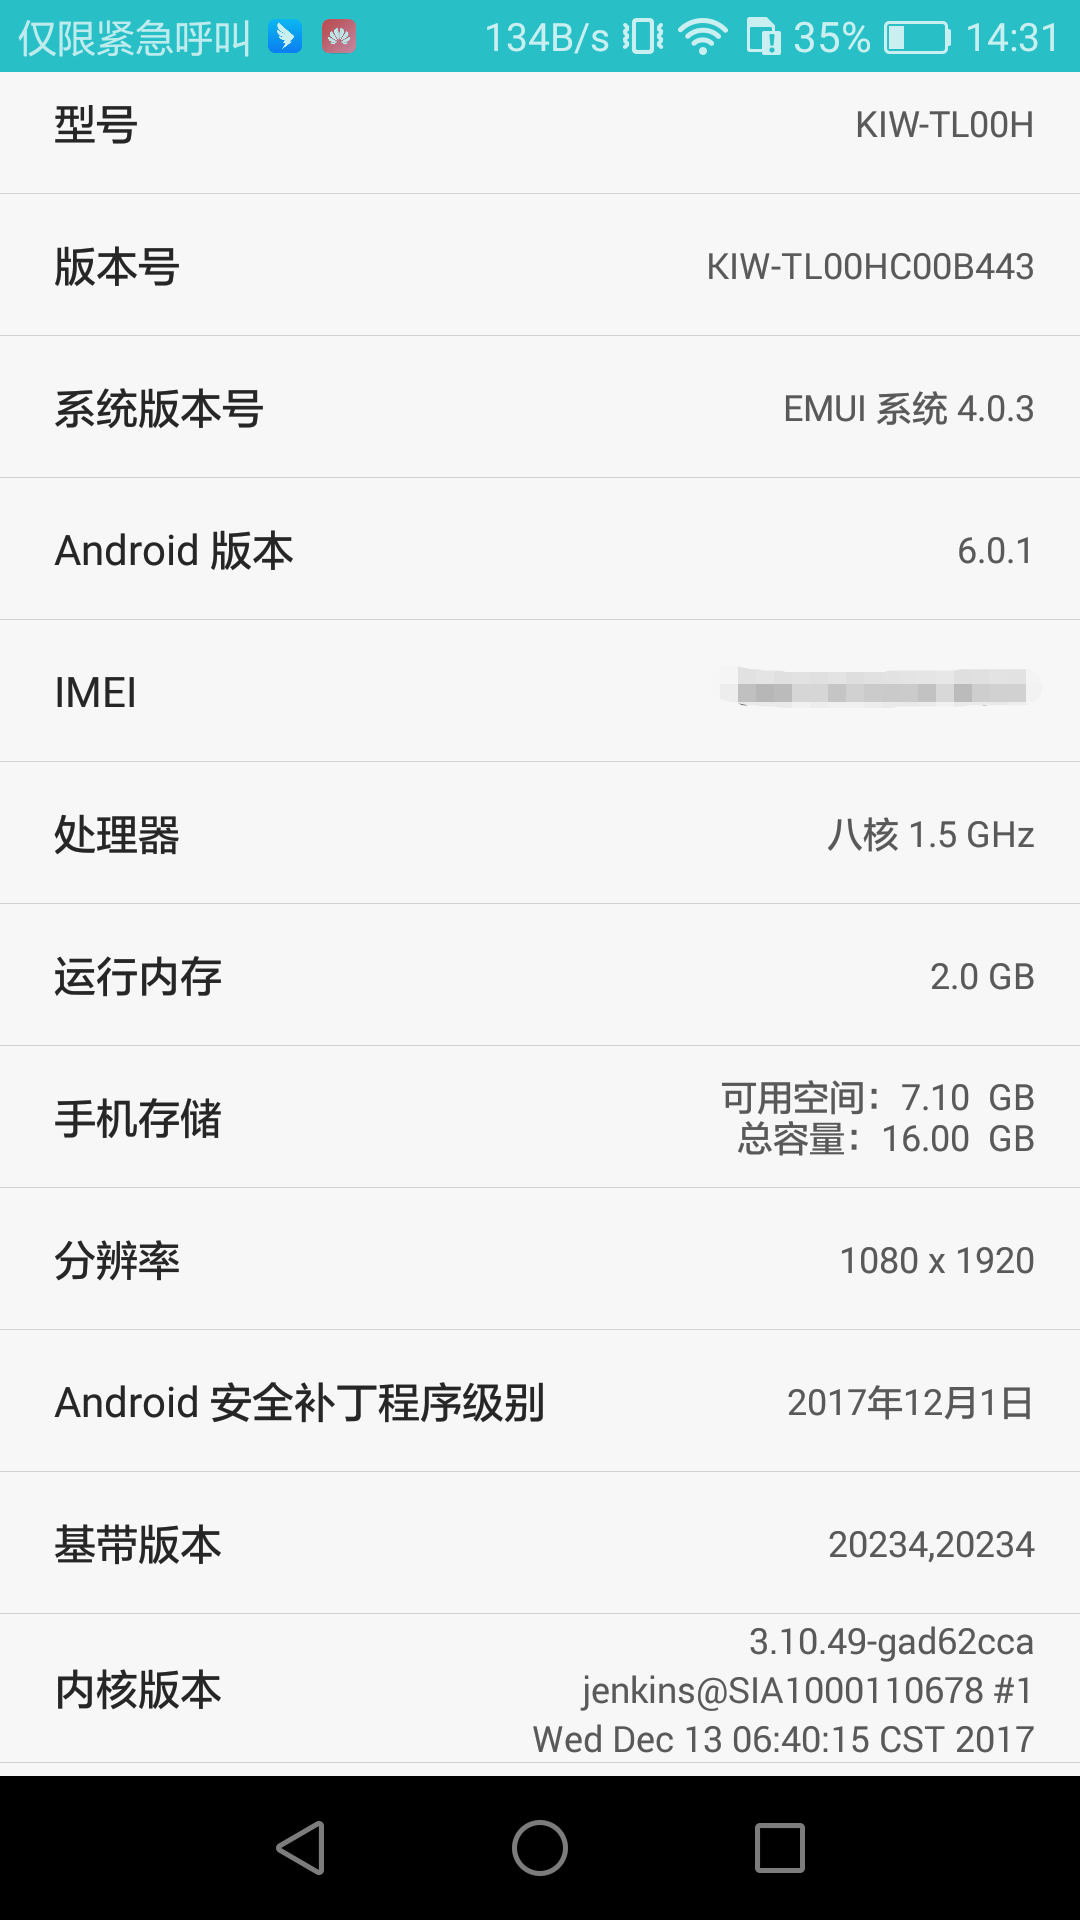 仅限紧急呼叫 134B/s 35% 14:31
型号 KIW-TL00H
版本号 KIW-TL00HC00B443
系统版本号 EMUI 系统 4.0.3
Android 版本 6.0.1
IMEI
处理器 八核 1.5 GHz
运行内存 2.0 GB
手机存储 可用空间：7.10 GB
总容量：16.00 GB
分辨率 1080 x 1920
Android 安全补丁程序级别 2017年12月1日
基带版本 20234,20234
内核版本 3.10.49-gad62cca
jenkins@SIA1000110678 #1
Wed Dec 13 06:40:15 CST 2017